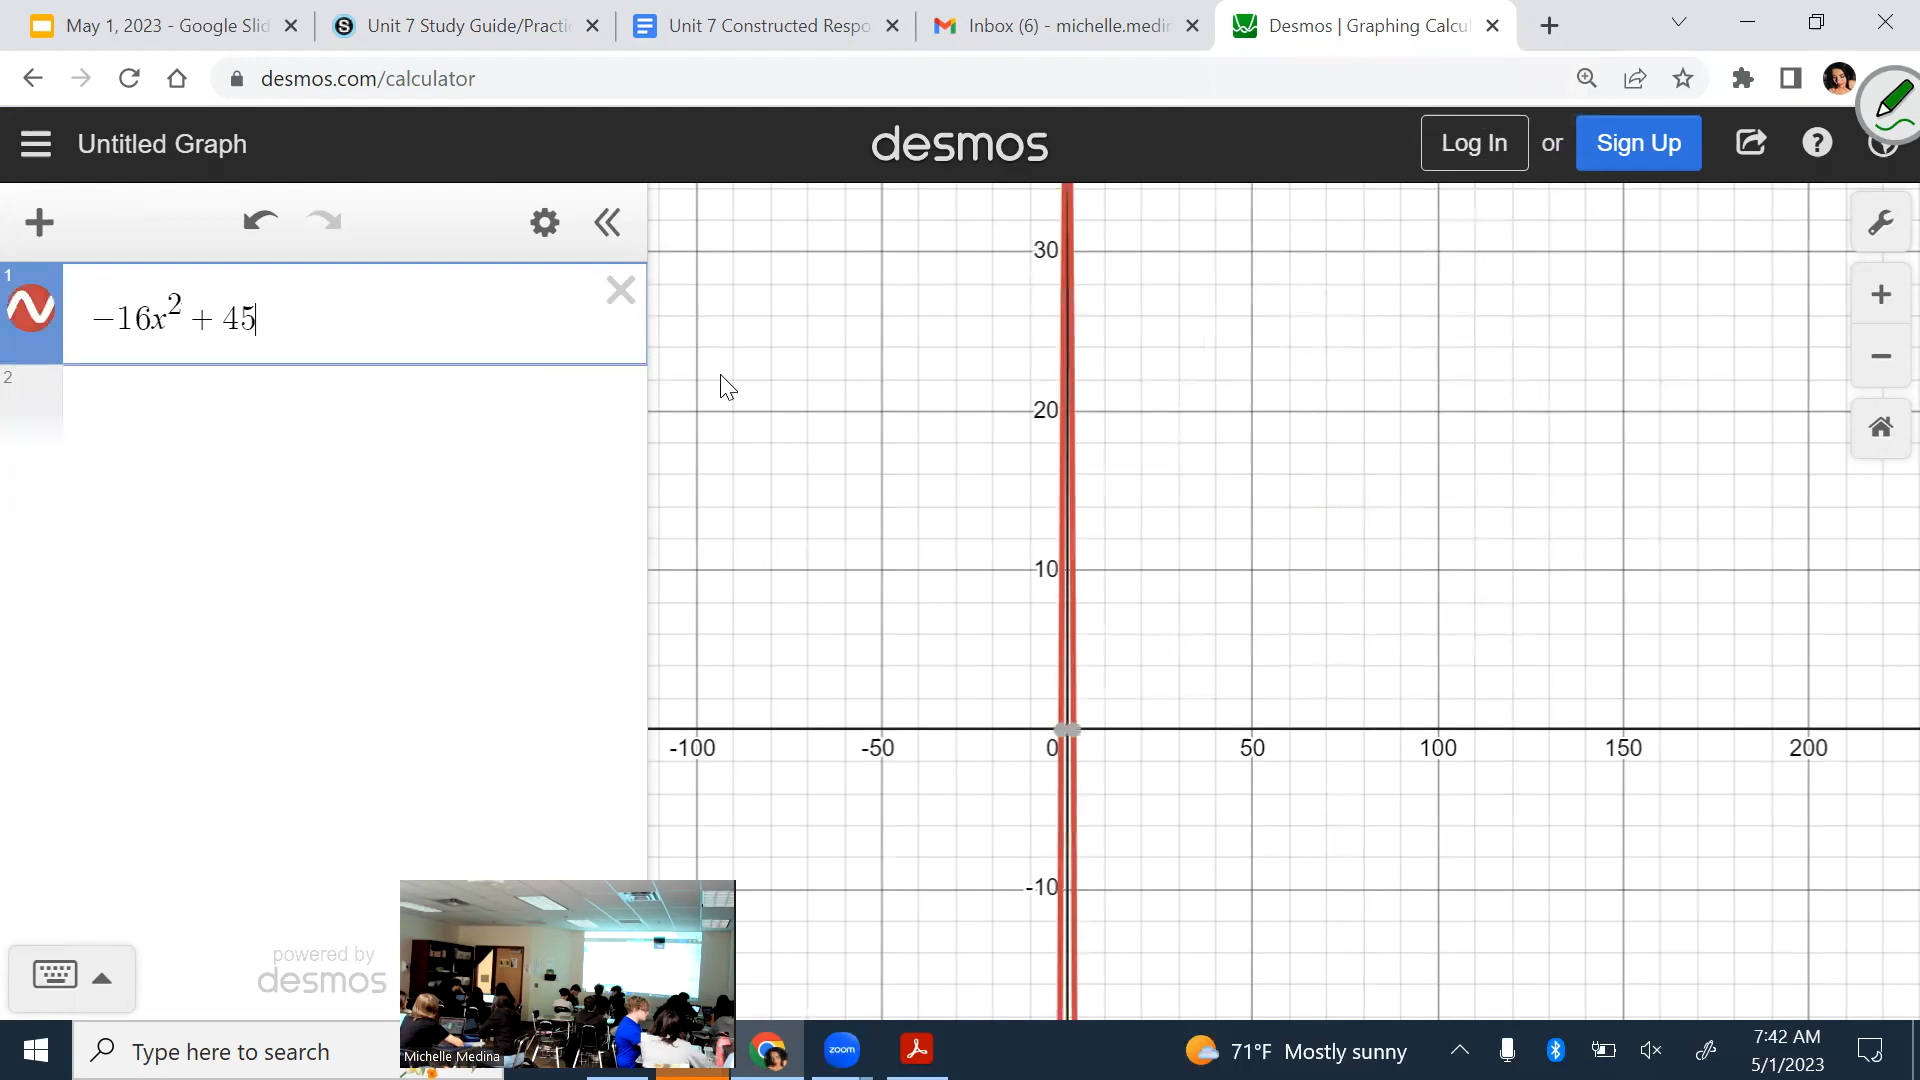 May 1, 2023 - Google Slid
Unit 7 Study Guide/Practi
Unit 7 Constructed Respo
Inbox (6) - michelle.medin
Desmos | Graphing Calcul
desmos.com/calculator
Untitled Graph
desmos
Log In
or
Sign Up
1
−16x² + 45
2
30
20
10
-100
-50
0
50
100
150
200
-10
powered by
desmos
Michelle Medina
Type here to search
zoom
71°F Mostly sunny
7:42 AM
5/1/2023